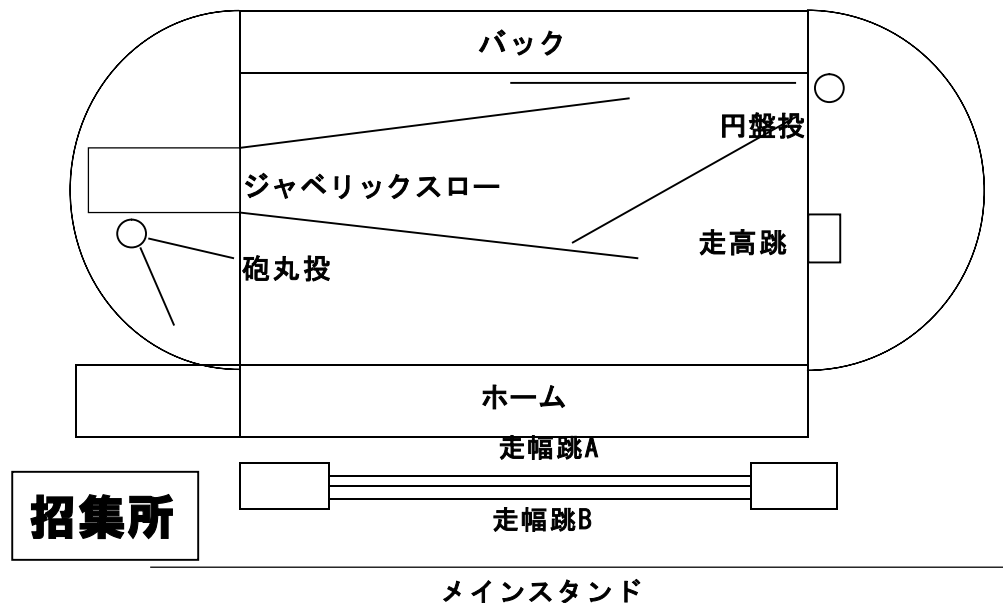 バック
円盤投
ジャベリックスロー
走高跳
砲丸投
ホーム
走幅跳A
招集所
走幅跳B
メインスタンド